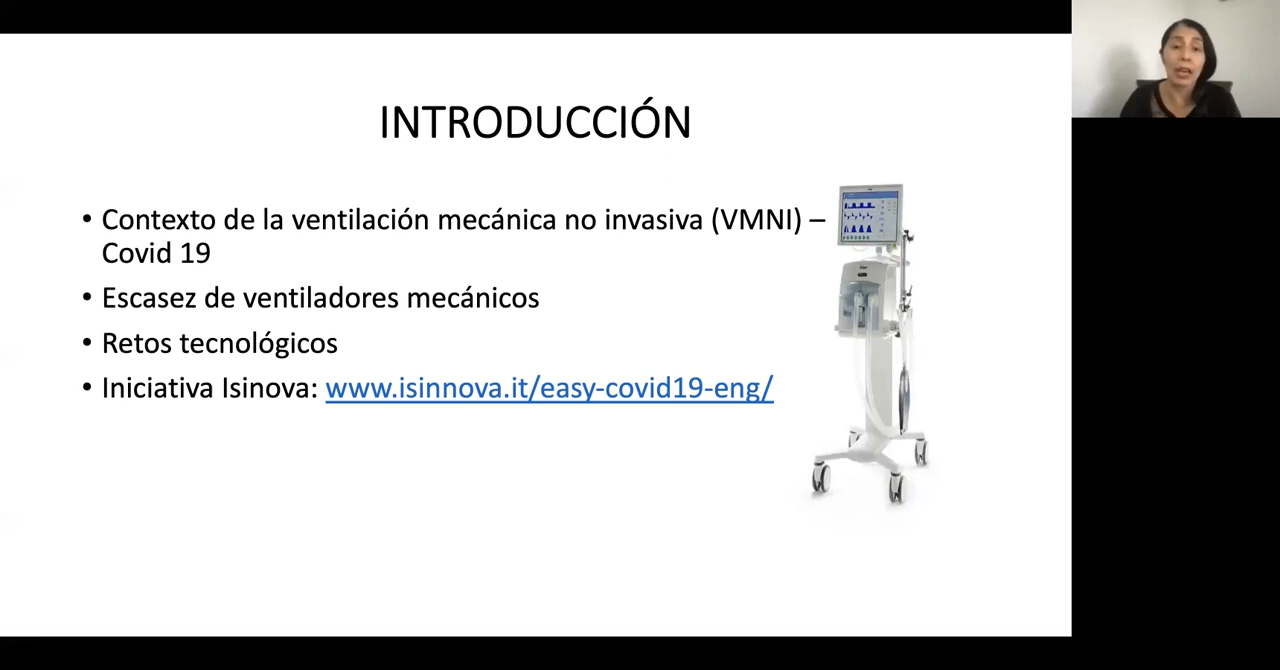 INTRODUCCIÓN
• Contexto de la ventilación mecánica no invasiva (VMNI) –
Covid 19
• Escasez de ventiladores mecánicos
• Retos tecnológicos
• Iniciativa Isinova: www.isinnova.it/easy-covid19-eng/